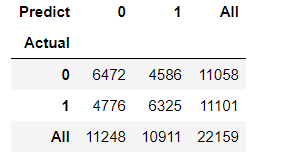 Predict 0 1 All
Actual
0 6472 4586 11058
1 4776 6325 11101
All 11248 10911 22159